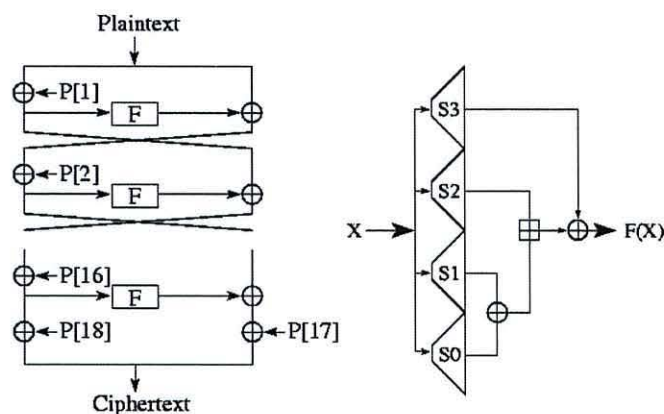 Plaintext
P[1]
F
P[2]
F
P[16]
F
P[18]
P[17]
Ciphertext
S3
S2
X
F(X)
S1
S0